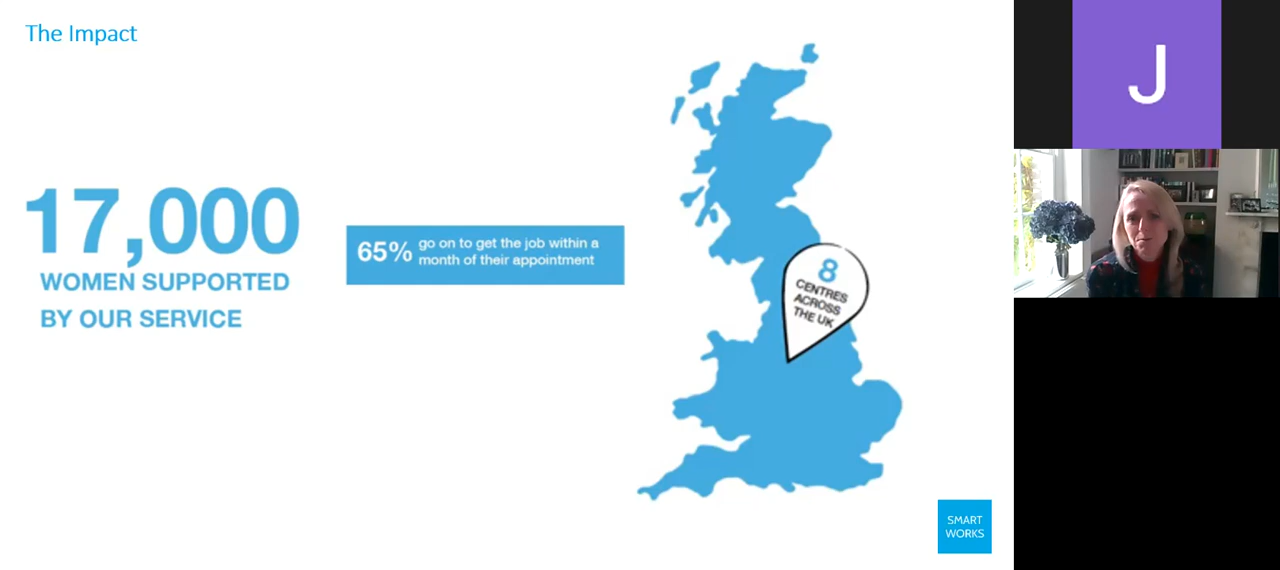 The Impact
17,000
WOMEN SUPPORTED
BY OUR SERVICE
65% go on to get the job within a
month of their appointment
8
CENTRES
ACROSS
THE UK
SMART
WORKS
J